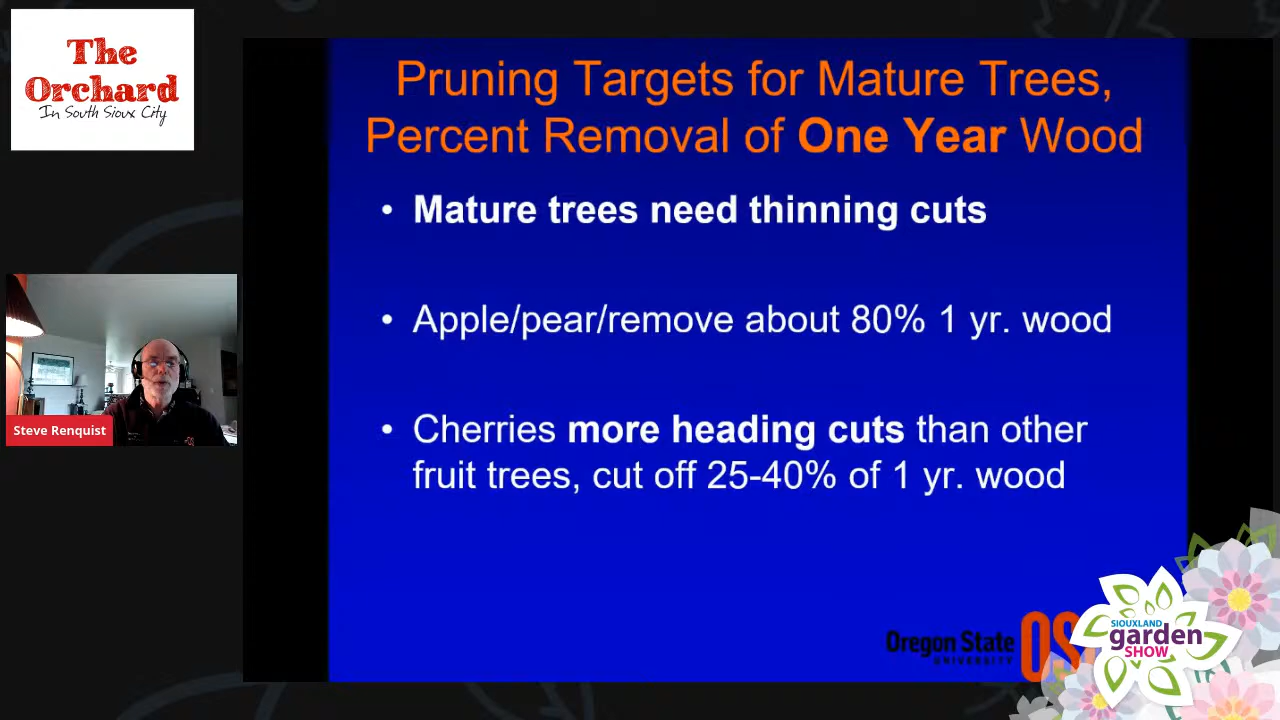 The
Orchard
In South Sioux City
Pruning Targets for Mature Trees,
Percent Removal of One Year Wood
• Mature trees need thinning cuts
• Apple/pear/remove about 80% 1 yr. wood
• Cherries more heading cuts than other
fruit trees, cut off 25-40% of 1 yr. wood
Steve Renquist
Oregon State
UNIVERSITY
OS
SIOUXLAND
garden
SHOW